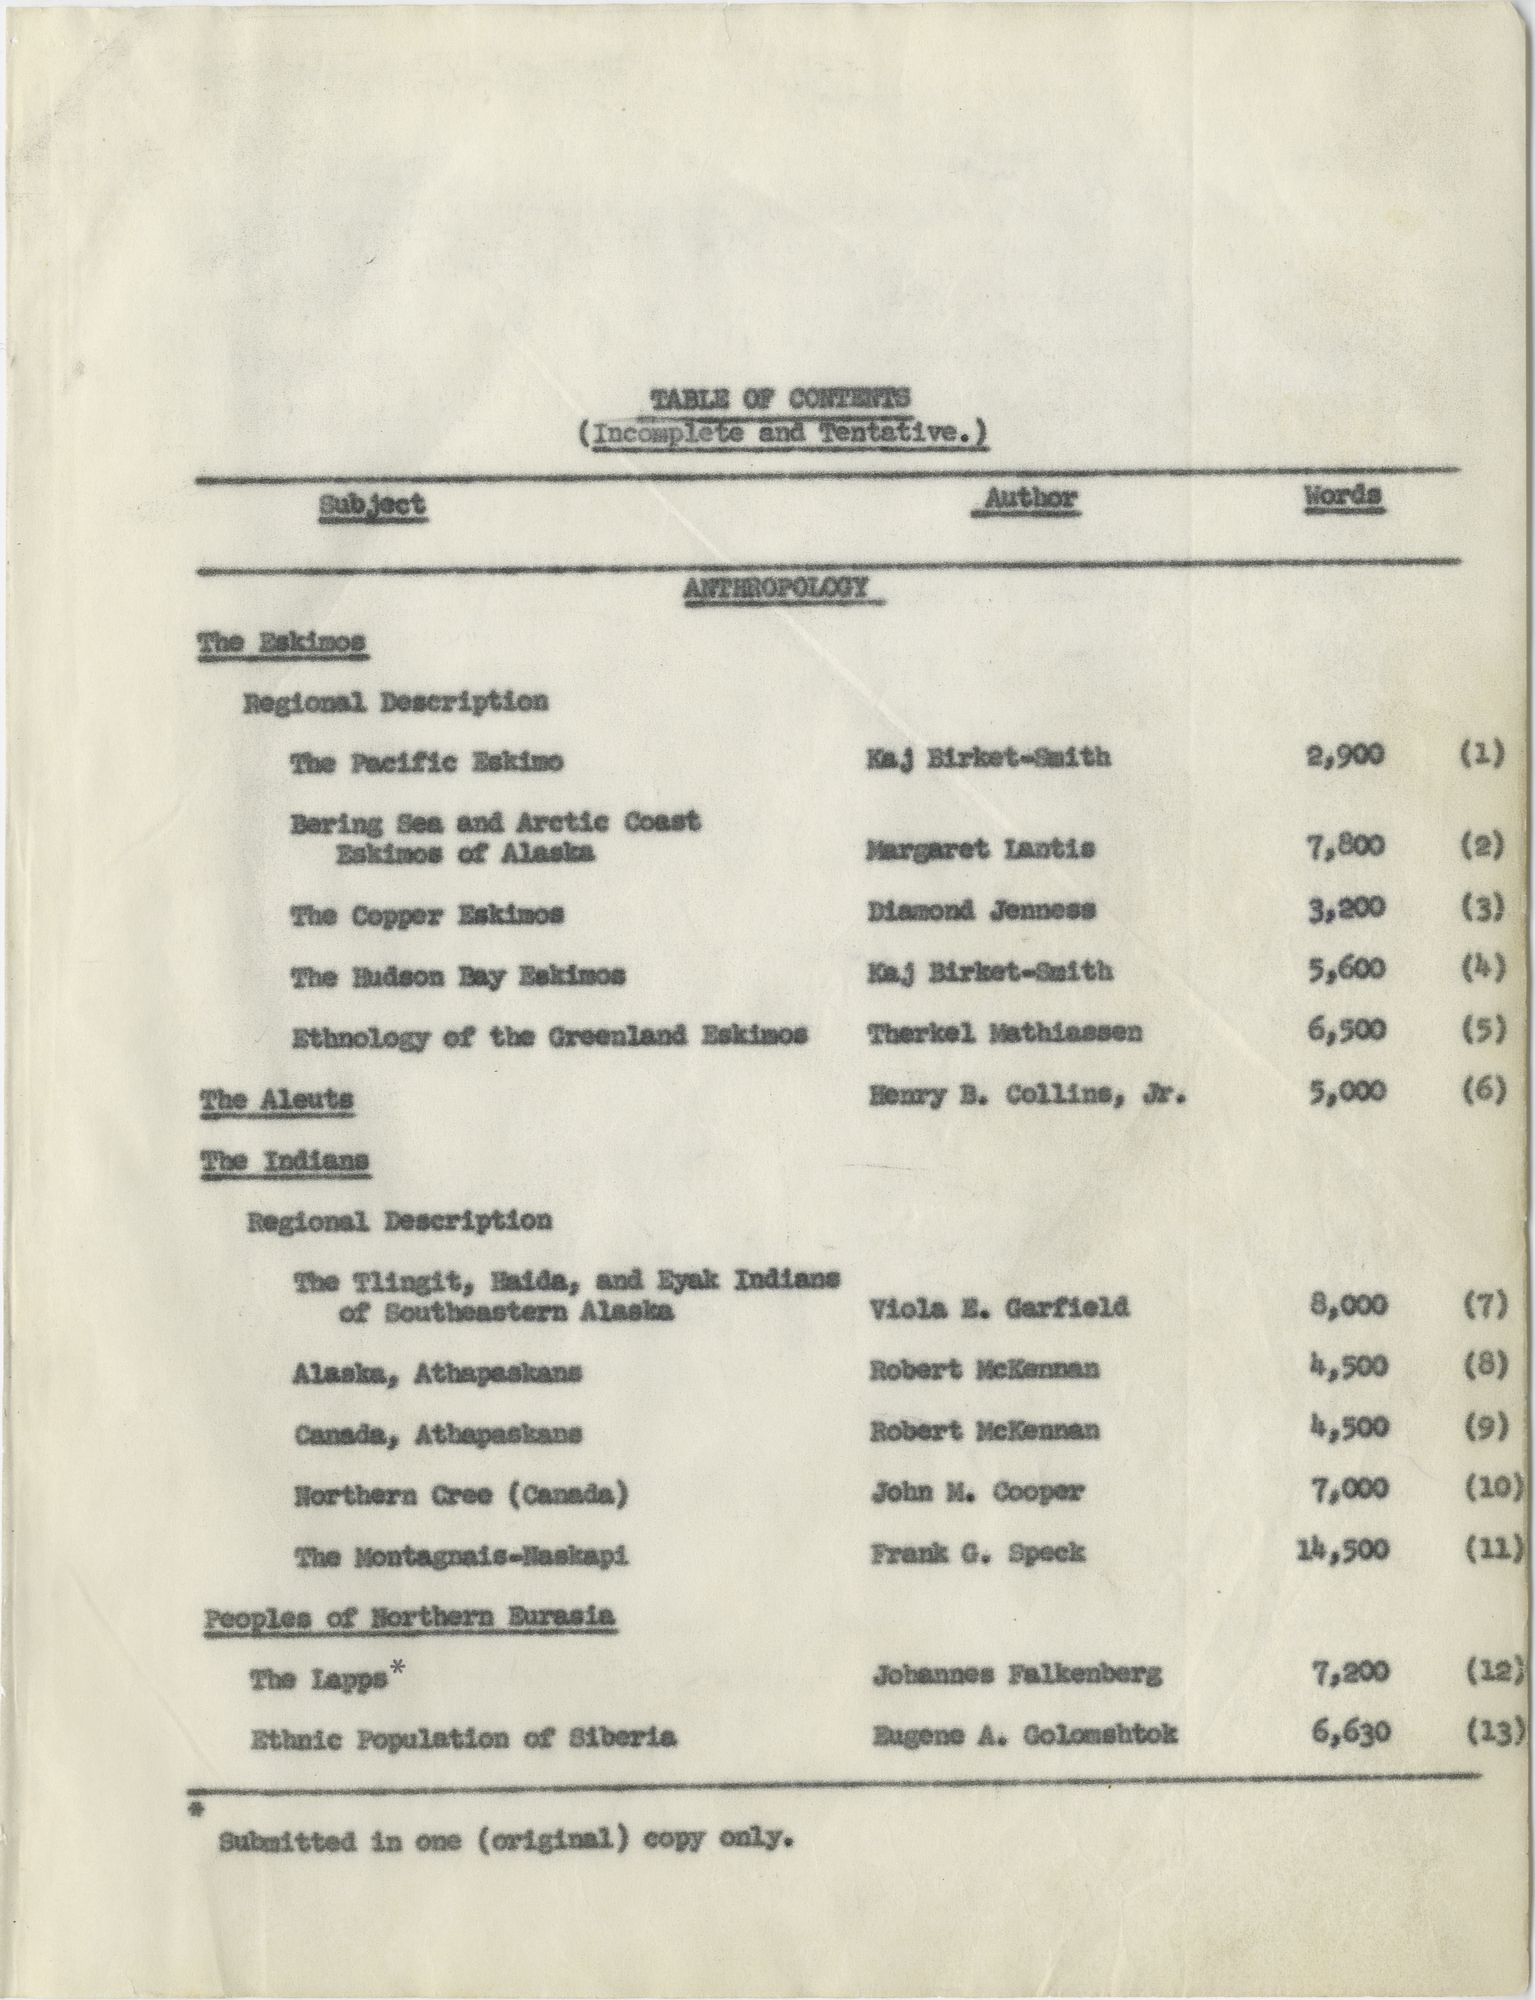 TABLE OF CONTENTS
(Incomplete and Tentative.)
Subject Author Words
ANTHROPOLOGY
The Eskimos
Regional Description
The Pacific Eskimo Kaj Birket-Smith 2,900 (1)
Bering Sea and Arctic Coast
Eskimos of Alaska Margaret Lantis 7,800 (2)
The Copper Eskimos Diamond Jenness 3,200 (3)
The Hudson Bay Eskimos Kaj Birket-Smith 5,600 (4)
Ethnology of the Greenland Eskimos Therkel Mathiassen 6,500 (5)
The Aleuts Henry B. Collins, Jr. 5,000 (6)
The Indians
Regional Description
The Tlingit, Haida, and Eyak Indians
of Southeastern Alaska Viola E. Garfield 8,000 (7)
Alaska, Athapaskans Robert McKennan 4,500 (8)
Canada, Athapaskans Robert McKennan 4,500 (9)
Northern Cree (Canada) John M. Cooper 7,000 (10)
The Montagnais-Naskapi Frank G. Speck 14,500 (11)
Peoples of Northern Eurasia
The Lapps* Johannes Falkenberg 7,200 (12)
Ethnic Population of Siberia Eugene A. Golomshtok 6,630 (13)
*
Submitted in one (original) copy only.